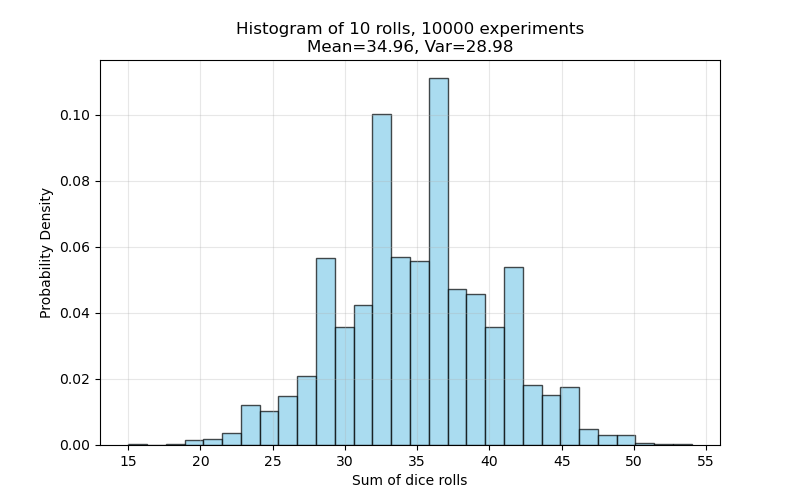 Histogram of 10 rolls, 10000 experiments
Mean=34.96, Var=28.98
Probability Density
0.10
0.08
0.06
0.04
0.02
0.00
15 20 25 30 35 40 45 50 55
Sum of dice rolls